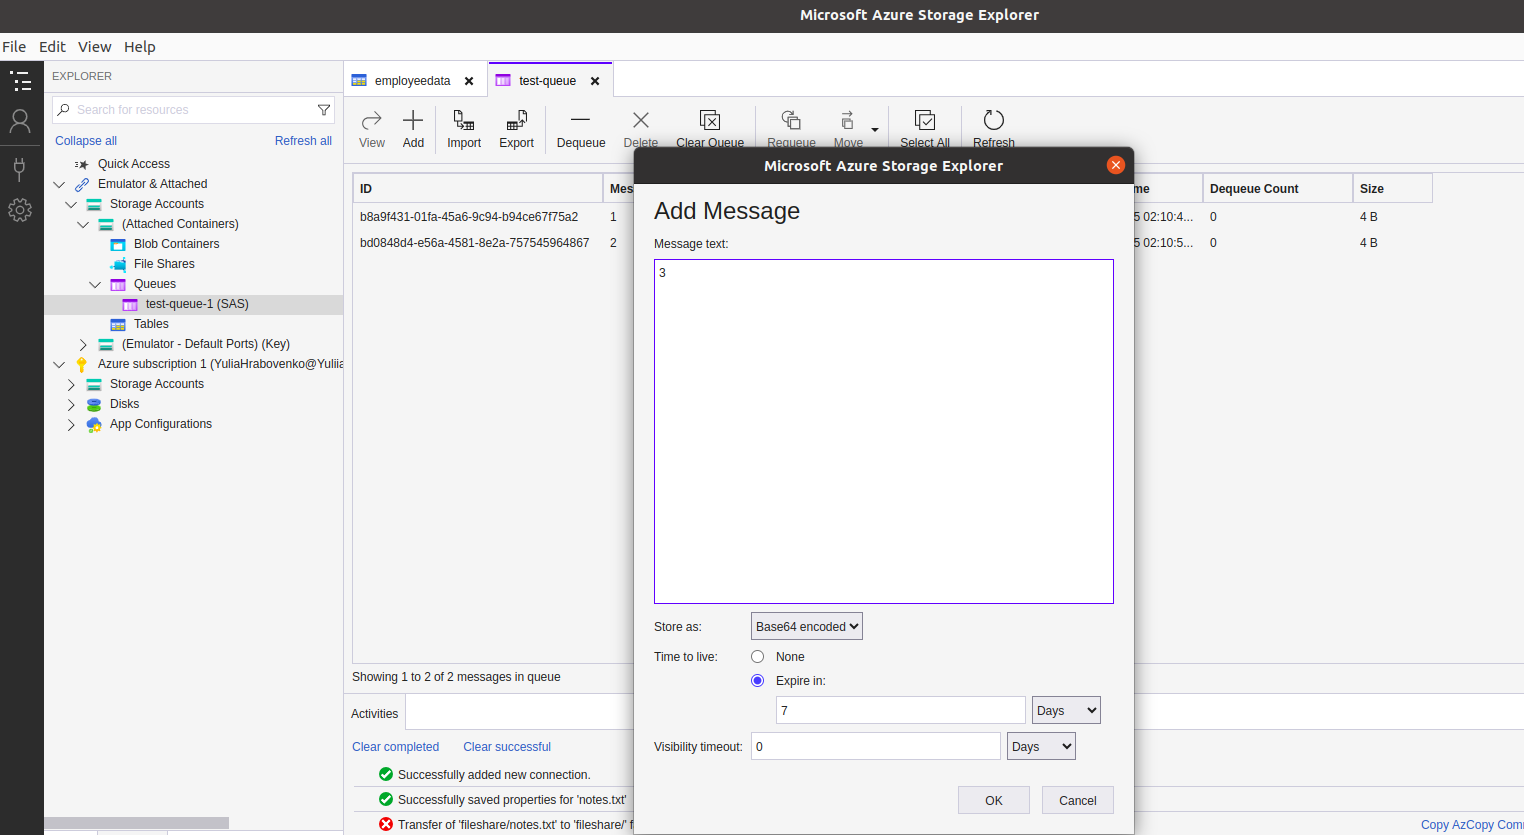 Microsoft Azure Storage Explorer
File Edit View Help
EXPLORER
Search for resources
Collapse all Refresh all
Quick Access
Emulator & Attached
Storage Accounts
(Attached Containers)
Blob Containers
File Shares
Queues
test-queue-1 (SAS)
Tables
(Emulator - Default Ports) (Key)
Azure subscription 1 (YuliaHrabovenko@Yuliia
Storage Accounts
Disks
App Configurations
employeedata test-queue
View Add Import Export Dequeue Delete Clear Queue Requeue Move Select All Refresh
ID Mes me Dequeue Count Size
b8a9f431-01fa-45a6-9c94-b94ce67f75a2 1 5 02:10:4... 0 4 B
bd0848d4-e56a-4581-8e2a-757545964867 2 5 02:10:5... 0 4 B
Showing 1 to 2 of 2 messages in queue
Activities
Clear completed Clear successful
Successfully added new connection.
Successfully saved properties for 'notes.txt'
Transfer of 'fileshare/notes.txt' to 'fileshare/' f
Copy AzCopy Com
Microsoft Azure Storage Explorer
Add Message
Message text:
3
Store as: Base64 encoded
Time to live: None
Expire in:
7 Days
Visibility timeout: 0 Days
OK Cancel